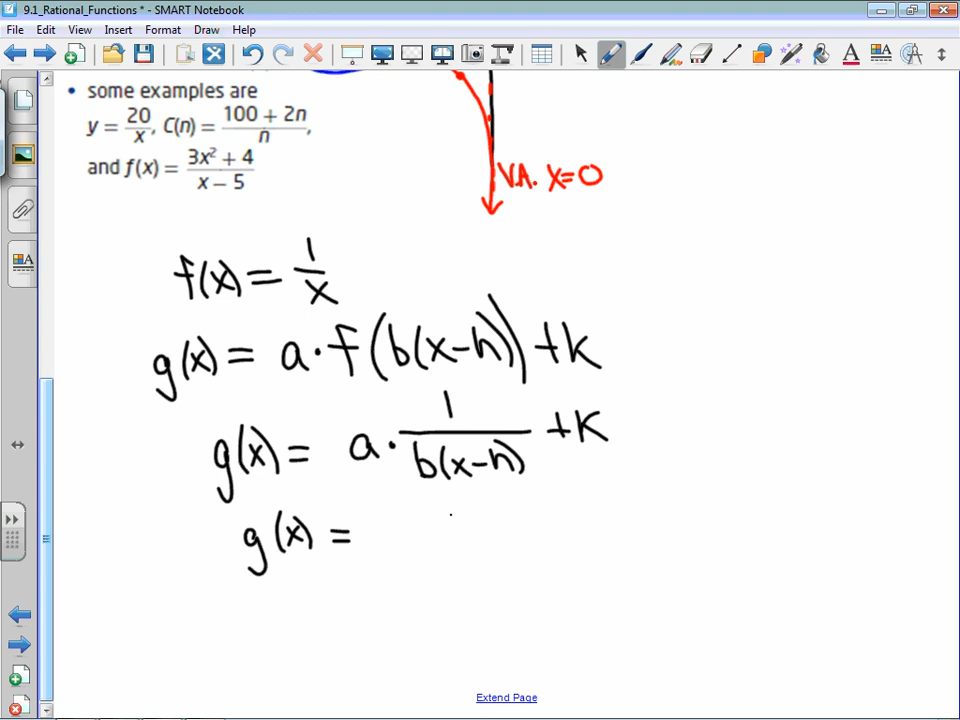 9.1_Rational_Functions * - SMART Notebook
File Edit View Insert Format Draw Help
• some examples are
y = 20/x, C(n) = (100 + 2n)/n,
and f(x) = (3x² + 4)/(x − 5)
V.A. x=0
f(x) = 1/x
g(x) = a·f(b(x-h))+k
g(x) = a·1/(b(x-h)) +k
g(x) =
Extend Page